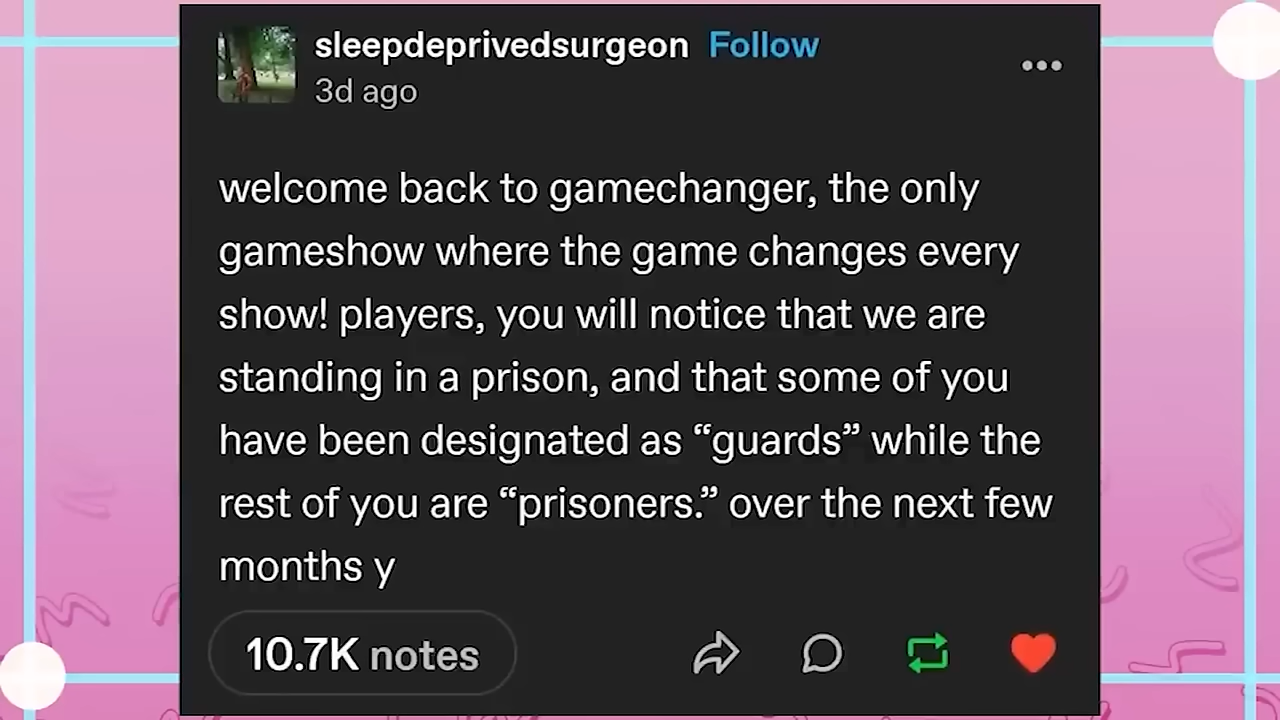 sleepdeprivedsurgeon Follow
3d ago
welcome back to gamechanger, the only
gameshow where the game changes every
show! players, you will notice that we are
standing in a prison, and that some of you
have been designated as “guards” while the
rest of you are “prisoners.” over the next few
months y
10.7K notes